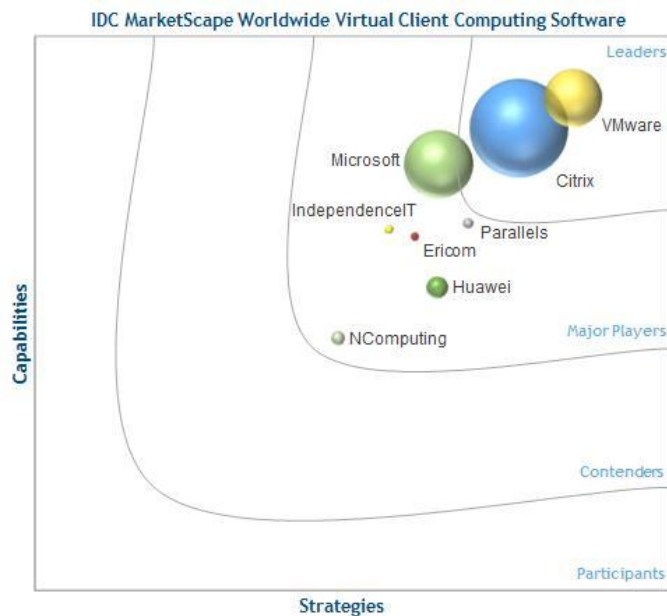 IDC MarketScape Worldwide Virtual Client Computing Software
Leaders
VMware
Microsoft
Citrix
IndependenceIT
Parallels
Ericom
Huawei
Major Players
NComputing
Capabilities
Contenders
Participants
Strategies